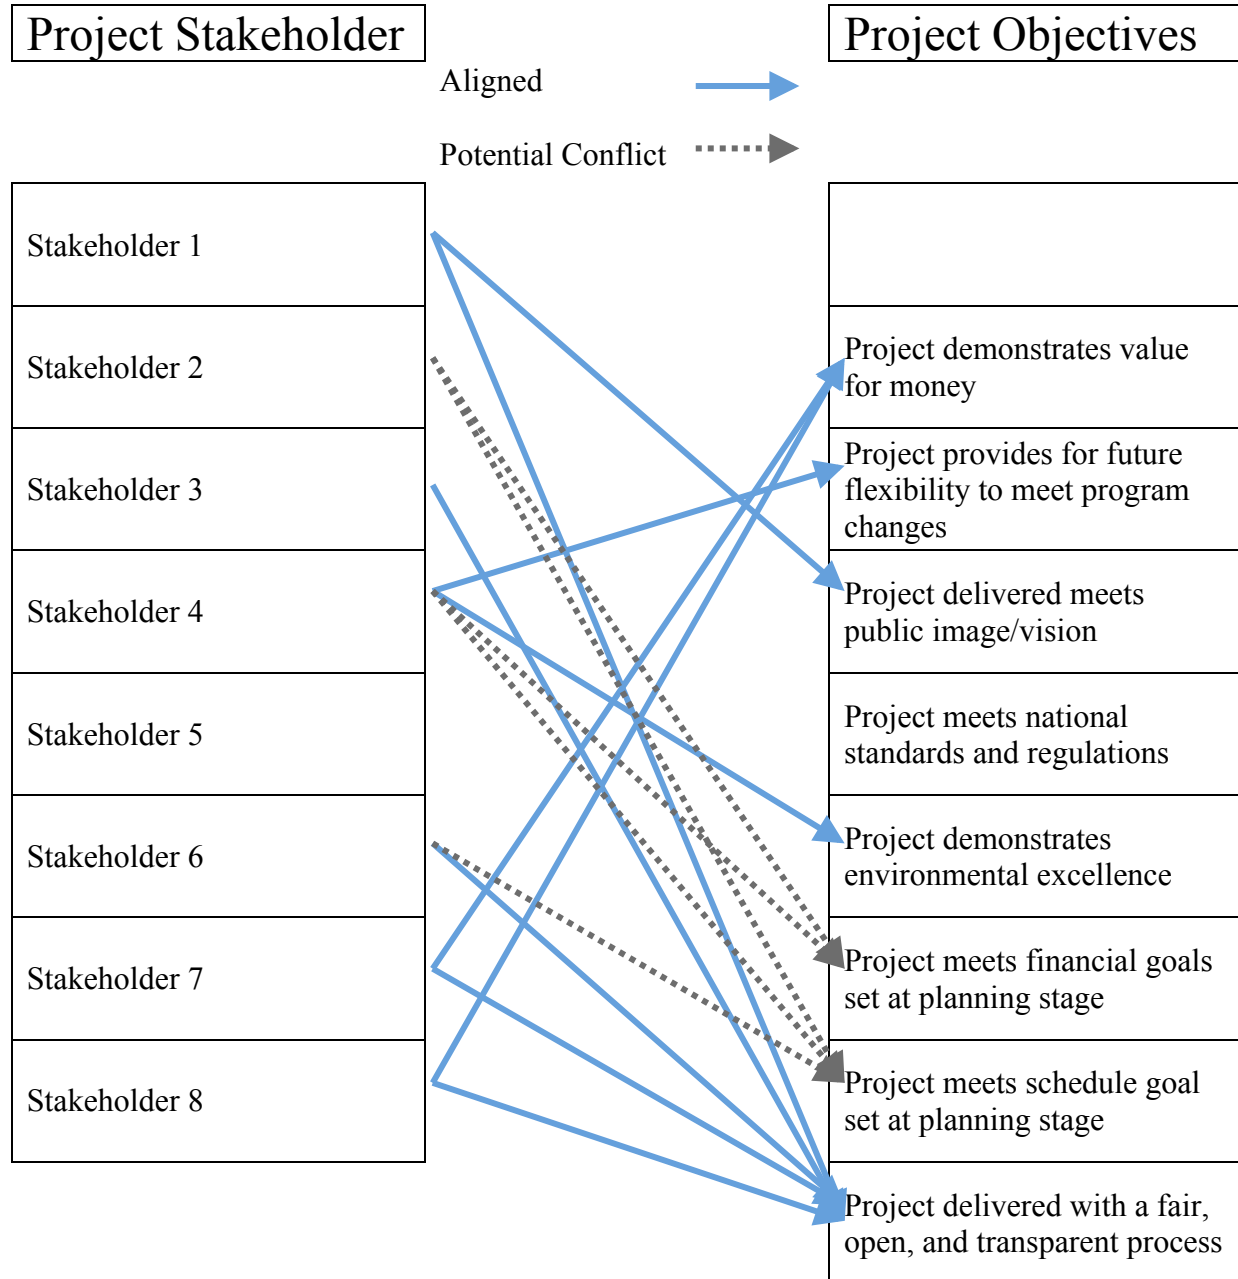 Project Stakeholder
Project Objectives
Aligned
Potential Conflict
Stakeholder 1
Stakeholder 2
Project demonstrates value
for money
Stakeholder 3
Project provides for future
flexibility to meet program
changes
Stakeholder 4
Project delivered meets
public image/vision
Stakeholder 5
Project meets national
standards and regulations
Stakeholder 6
Project demonstrates
environmental excellence
Stakeholder 7
Project meets financial goals
set at planning stage
Stakeholder 8
Project meets schedule goal
set at planning stage
Project delivered with a fair,
open, and transparent process